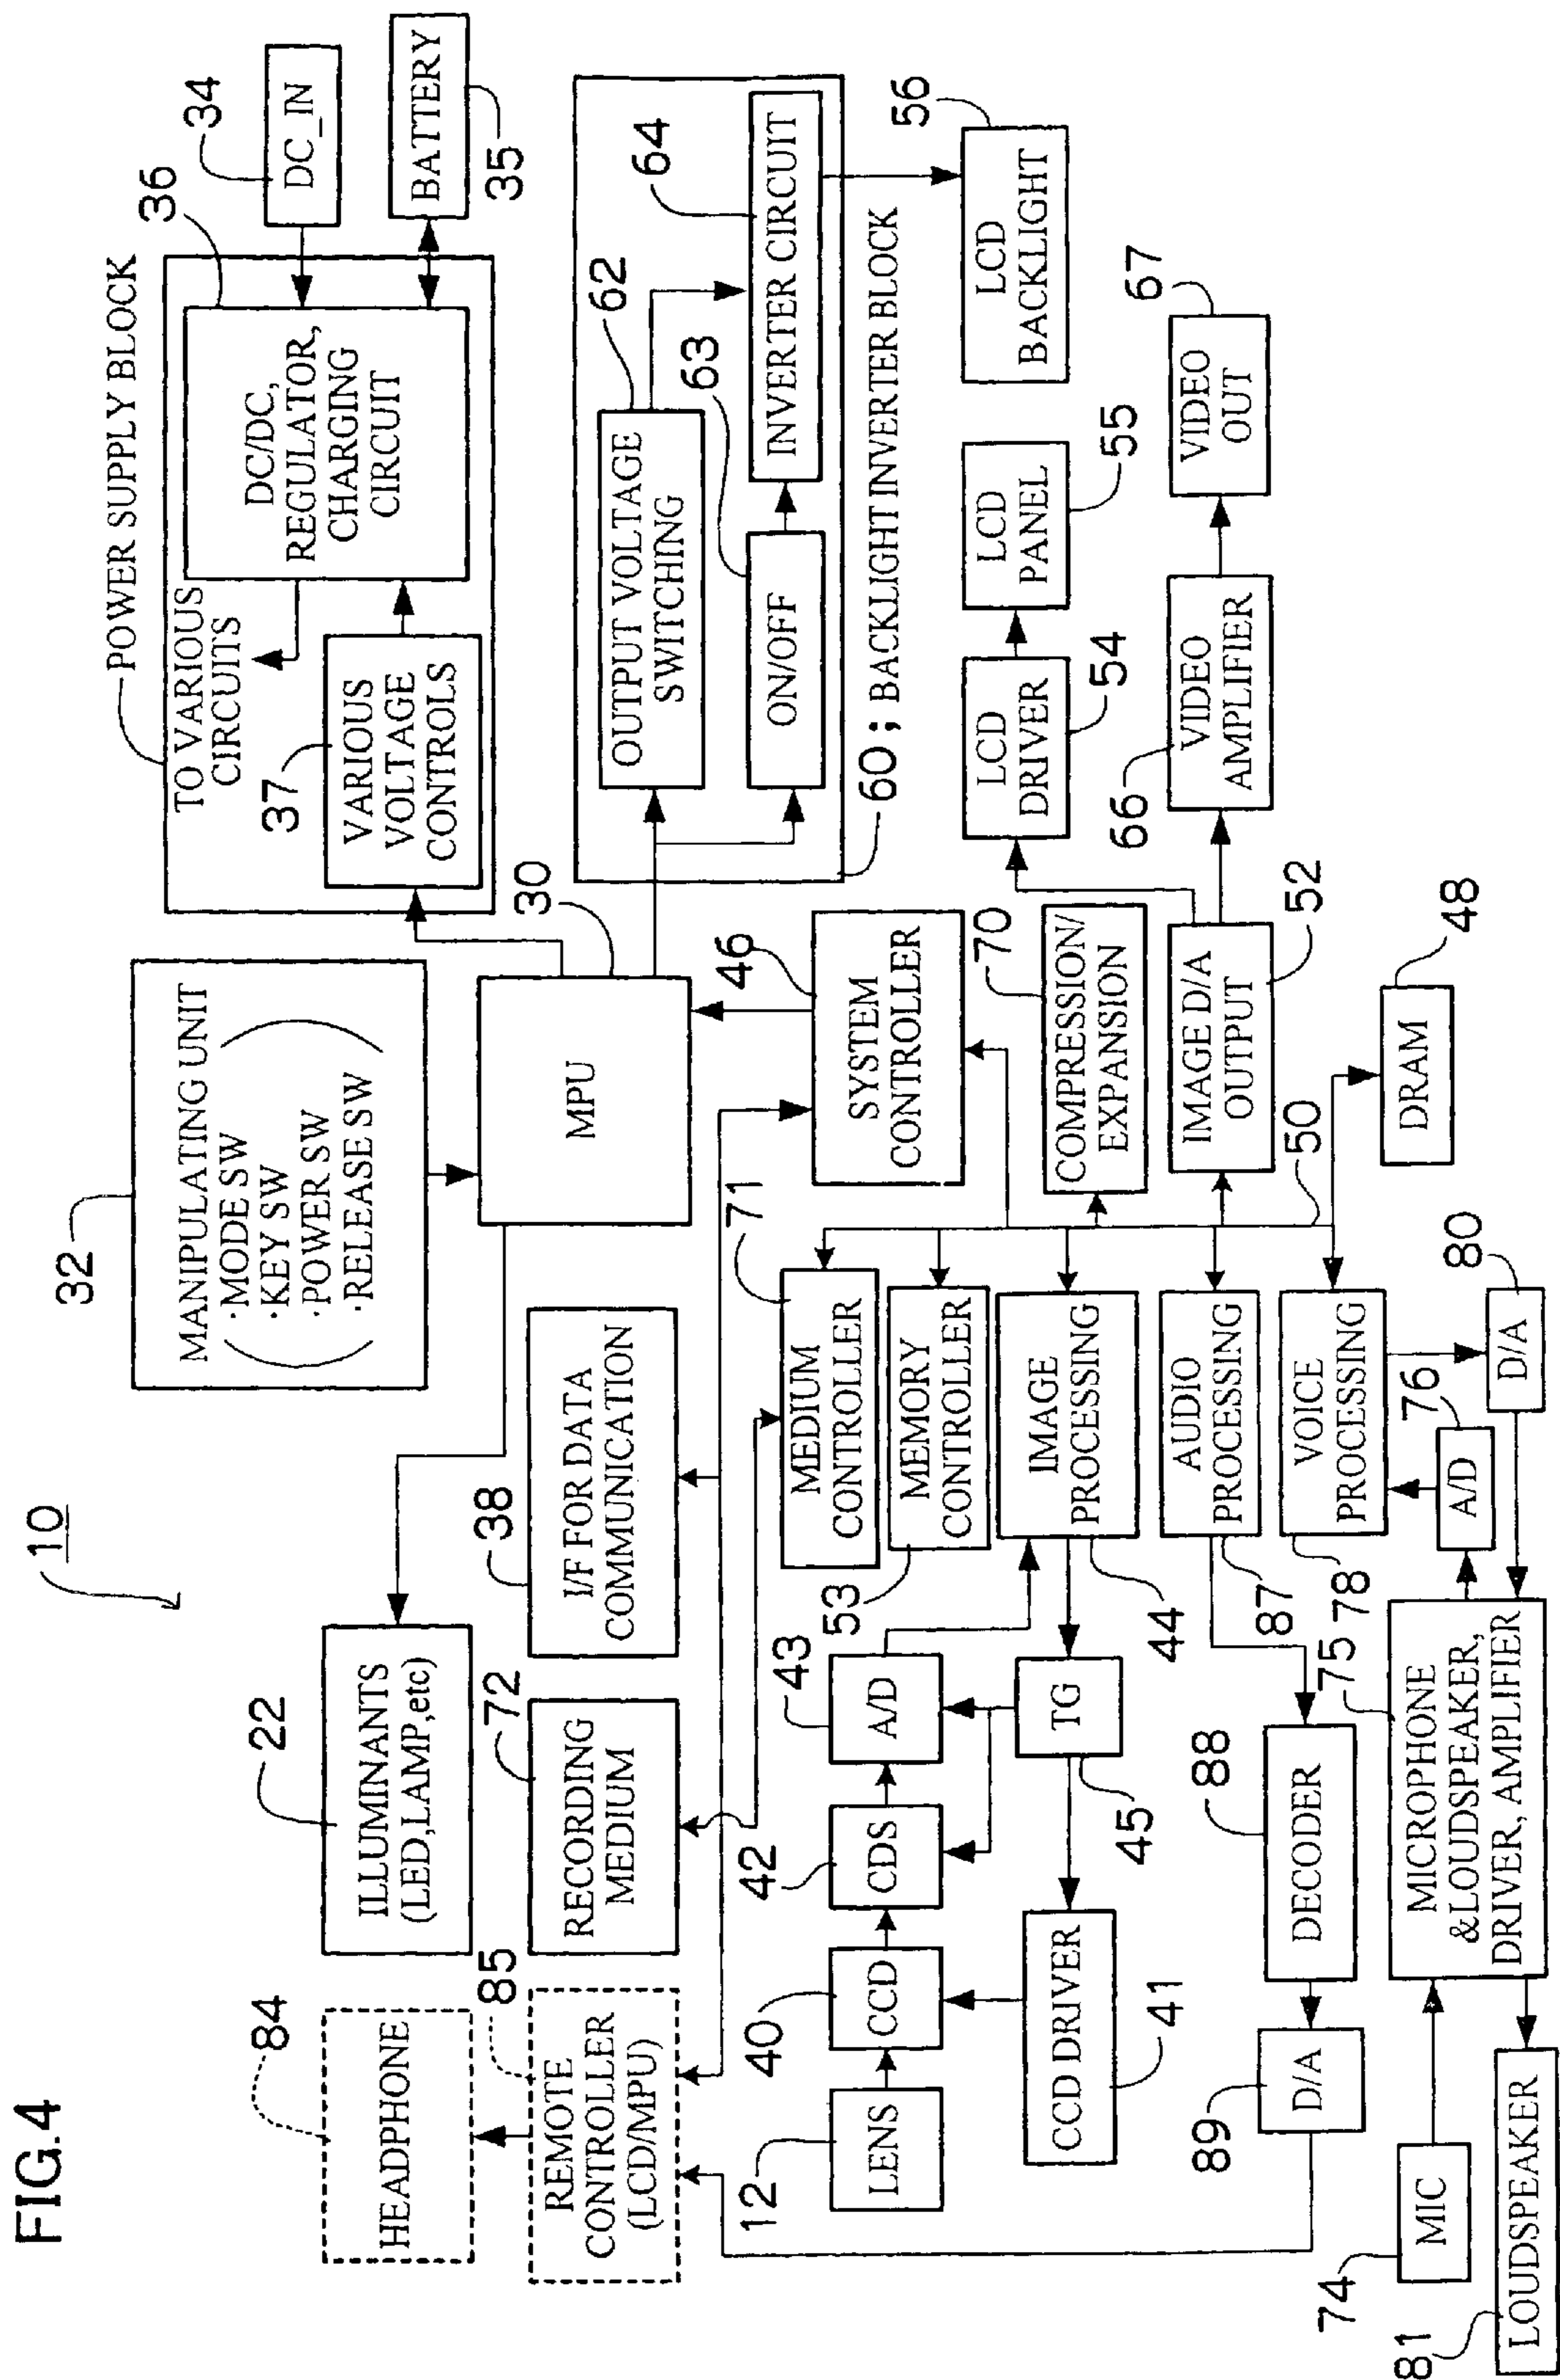 FIG.4
10
84
HEADPHONE
85
REMOTE
CONTROLLER
(LCD/MPU)
22
ILLUMINANTS
(LED,LAMP,etc)
72
RECORDING
MEDIUM
38
I/F FOR DATA
COMMUNICATION
32
MANIPULATING UNIT
·MODE SW
·KEY SW
·POWER SW
·RELEASE SW
30
MPU
POWER SUPPLY BLOCK
TO VARIOUS
CIRCUITS
36
DC/DC,
REGULATOR,
CHARGING
CIRCUIT
37
VARIOUS
VOLTAGE
CONTROLS
34
DC_IN
BATTERY
35
62
OUTPUT VOLTAGE
SWITCHING
63
ON/OFF
64
INVERTER CIRCUIT
60; BACKLIGHT INVERTER BLOCK
56
LCD
BACKLIGHT
46
SYSTEM
CONTROLLER
71
MEDIUM
CONTROLLER
MEMORY
CONTROLLER
53
IMAGE
PROCESSING
44
43
A/D
42
CDS
40
CCD
12
LENS
TG
45
CCD DRIVER
41
70
COMPRESSION/
EXPANSION
LCD
DRIVER
54
LCD
PANEL
55
IMAGE D/A
OUTPUT
52
66
VIDEO
AMPLIFIER
67
VIDEO
OUT
50
48
DRAM
AUDIO
PROCESSING
87
VOICE
PROCESSING
78
76
A/D
80
D/A
88
DECODER
89
D/A
75
MICROPHONE
&LOUDSPEAKER,
DRIVER, AMPLIFIER
74
MIC
81
LOUDSPEAKER